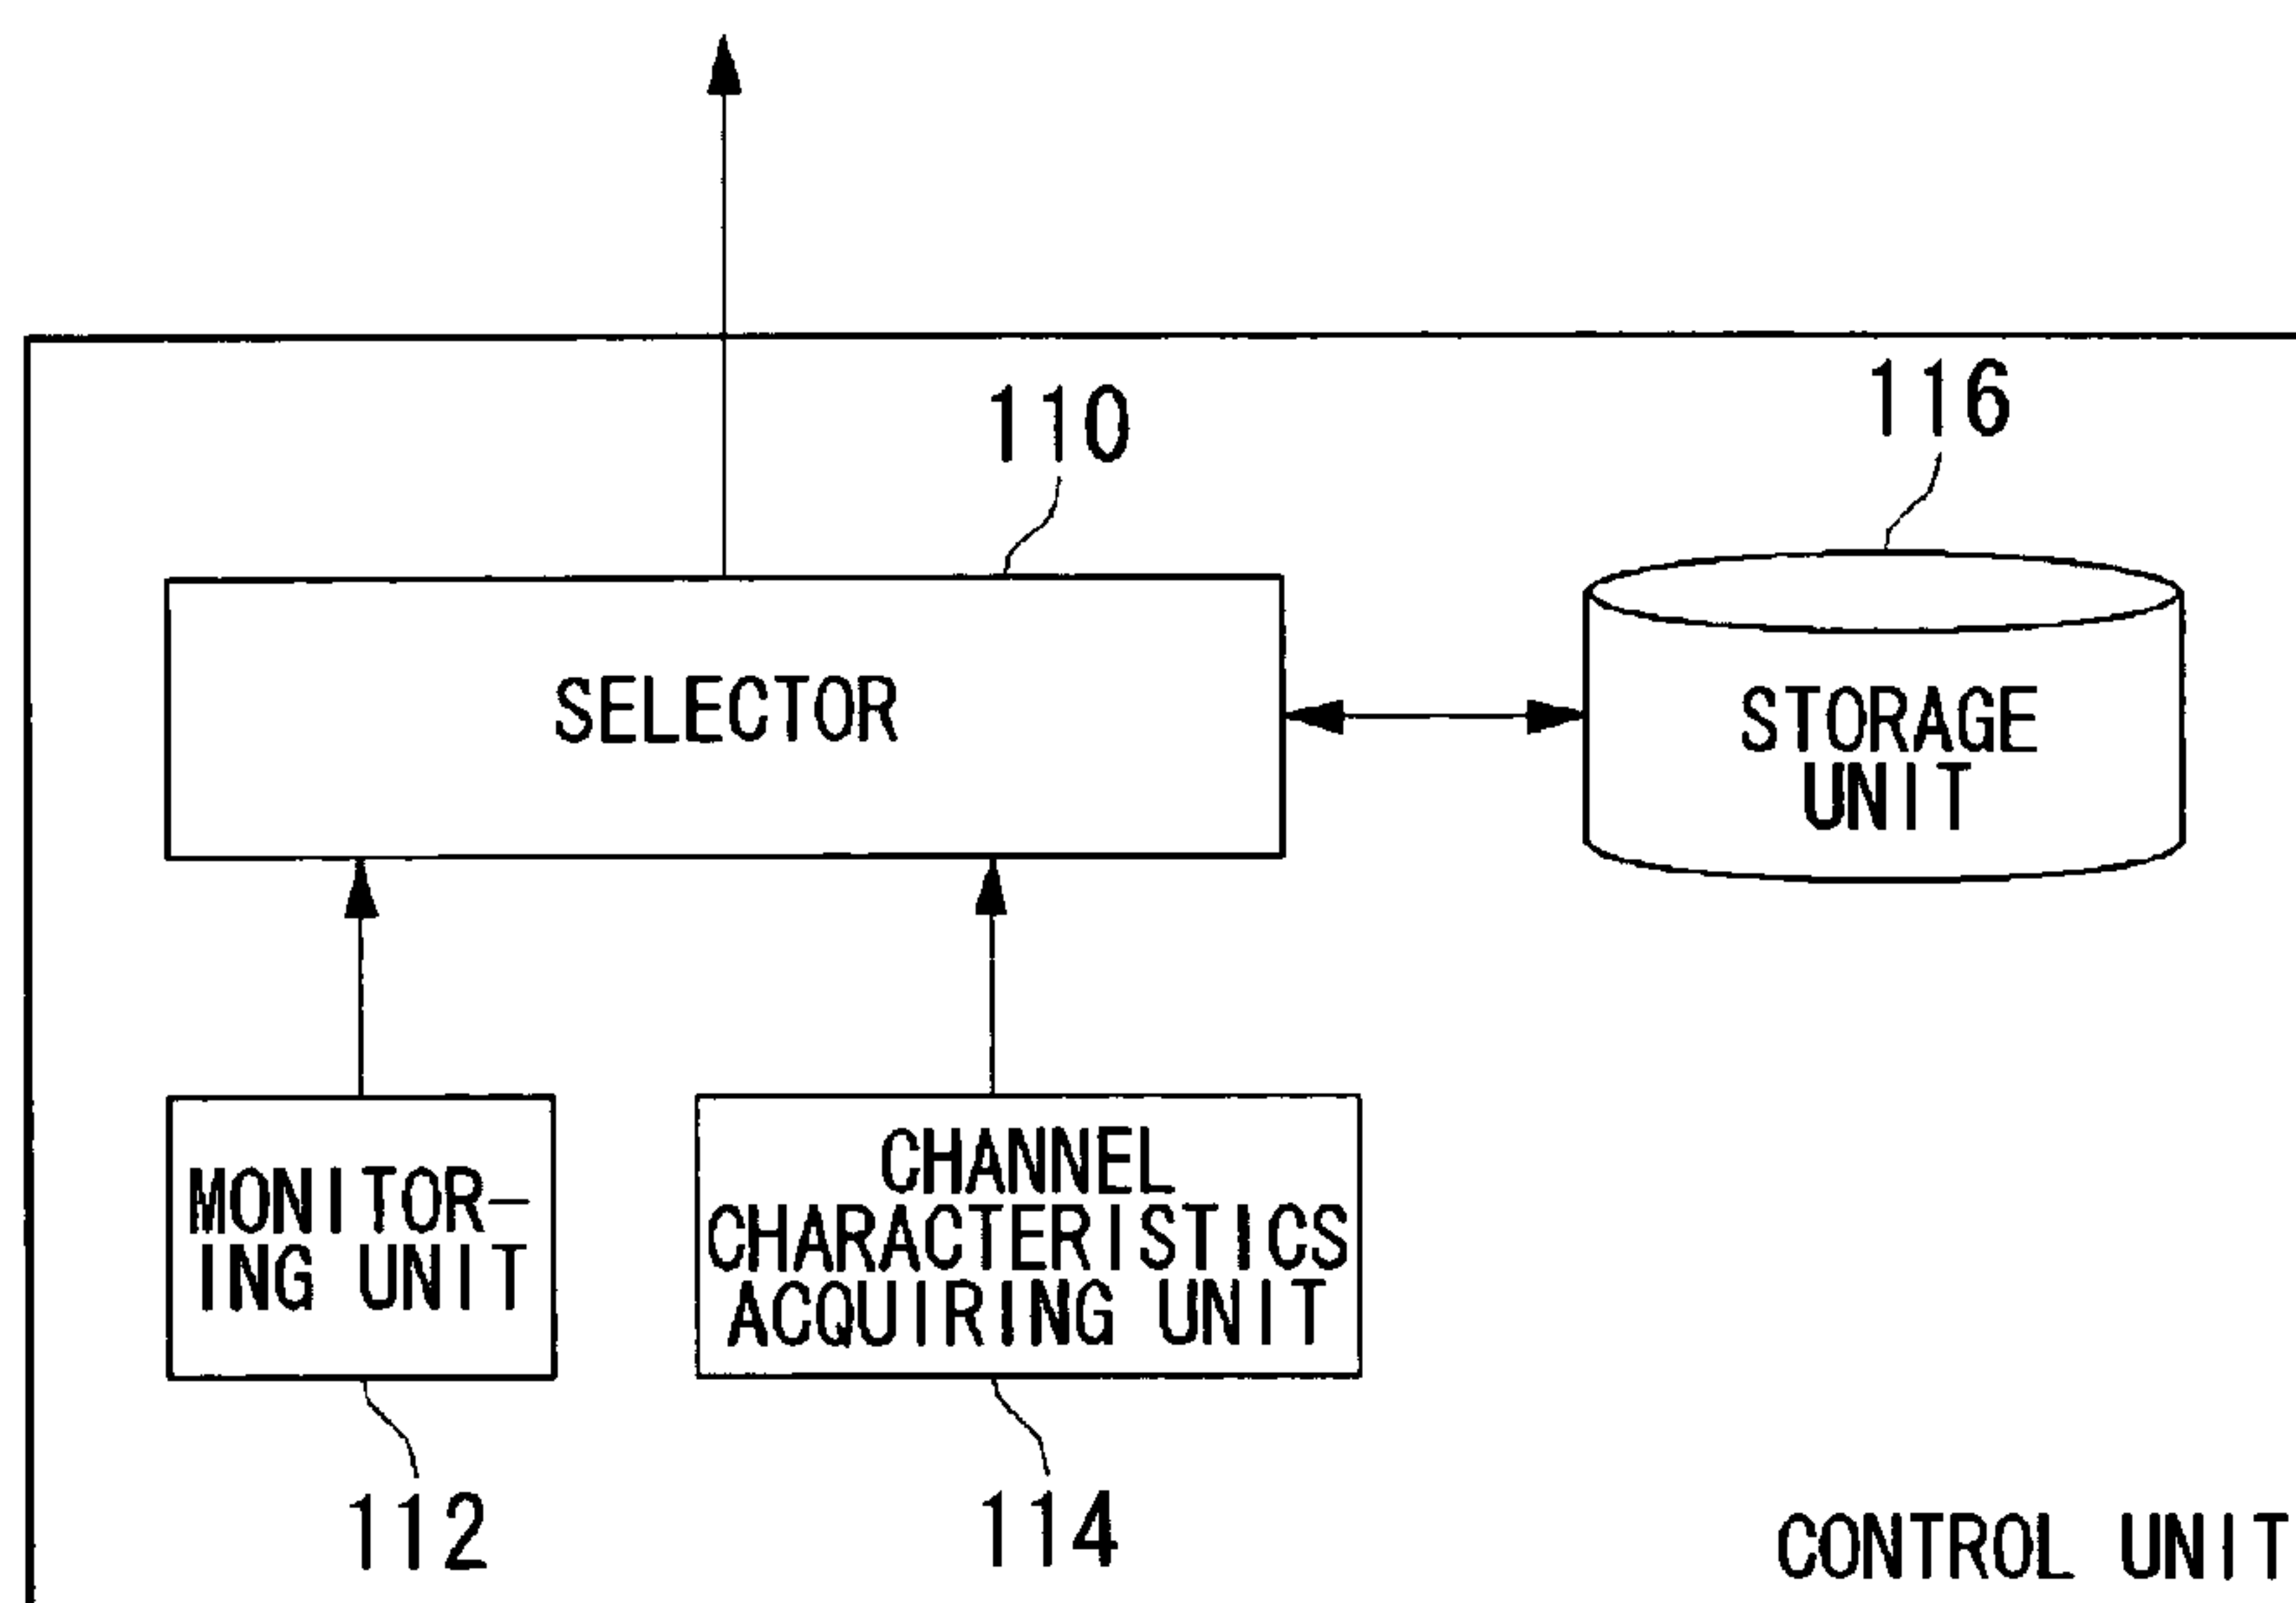 110
116
SELECTOR
STORAGE
UNIT
MONITOR-
ING UNIT
CHANNEL
CHARACTERISTICS
ACQUIRING UNIT
112
114
CONTROL UNIT